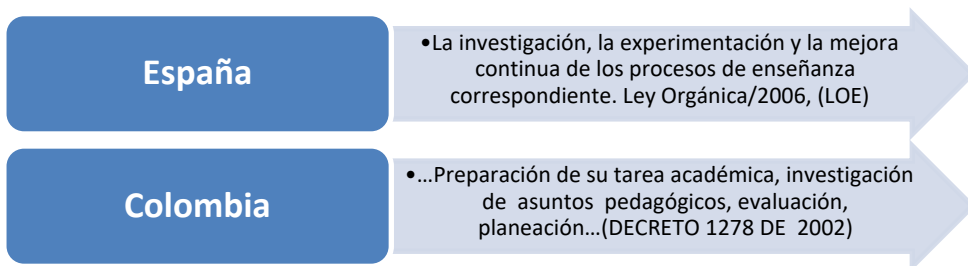 España
•La investigación, la experimentación y la mejora
continua de los procesos de enseñanza
correspondiente. Ley Orgánica/2006, (LOE)
Colombia
•...Preparación de su tarea académica, investigación
de asuntos pedagógicos, evaluación,
planeación...(DECRETO 1278 DE 2002)